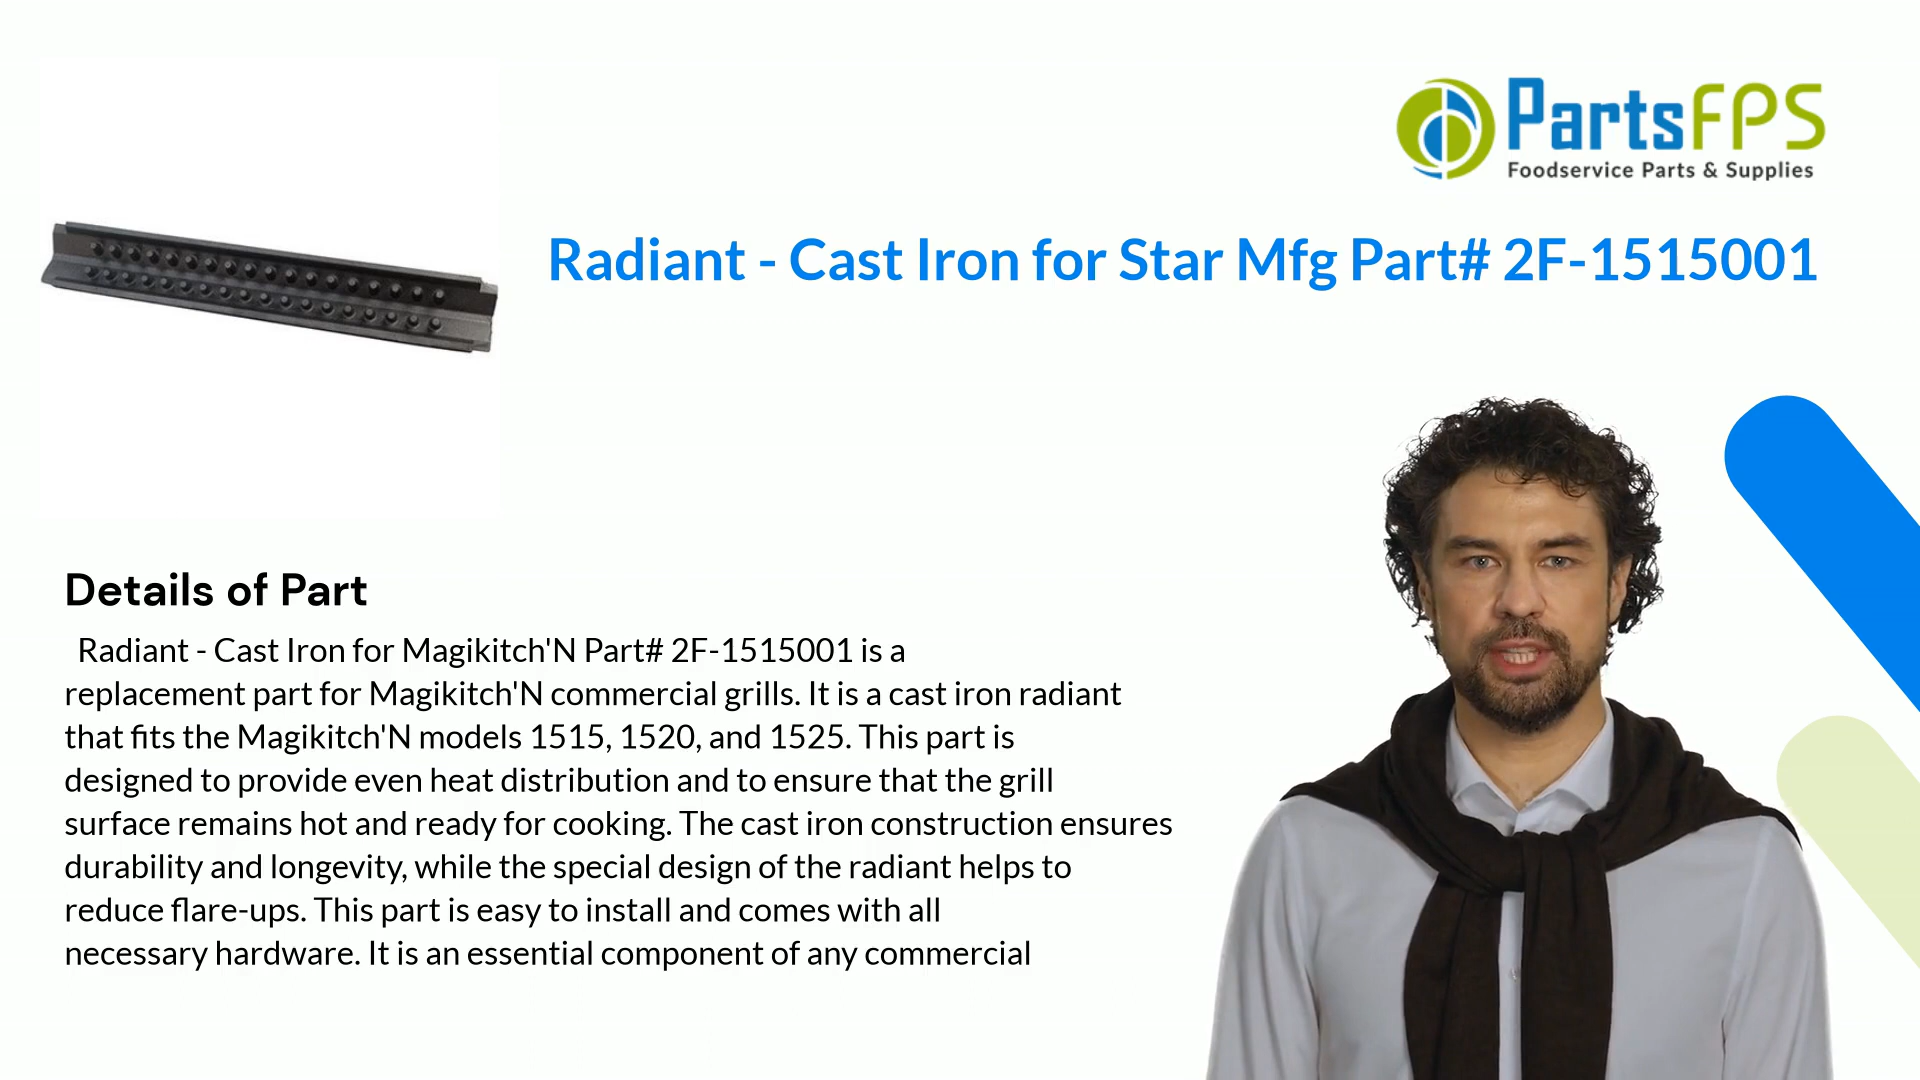 PartsFPS
Foodservice Parts & Supplies
Radiant - Cast Iron for Star Mfg Part# 2F-1515001
Details of Part
Radiant - Cast Iron for Magikitch'N Part# 2F-1515001 is a
replacement part for Magikitch'N commercial grills. It is a cast iron radiant
that fits the Magikitch'N models 1515, 1520, and 1525. This part is
designed to provide even heat distribution and to ensure that the grill
surface remains hot and ready for cooking. The cast iron construction ensures
durability and longevity, while the special design of the radiant helps to
reduce flare-ups. This part is easy to install and comes with all
necessary hardware. It is an essential component of any commercial